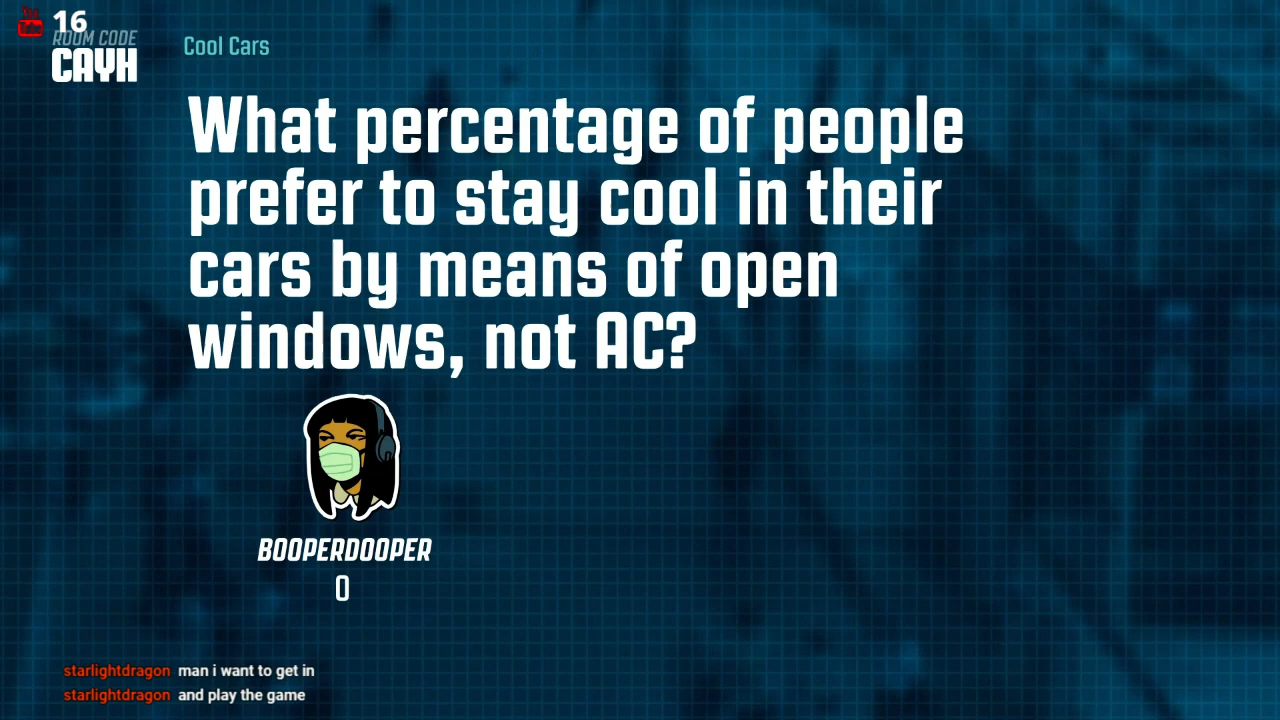 16
ROOM CODE
CAYH
Cool Cars
What percentage of people
prefer to stay cool in their
cars by means of open
windows, not AC?
BOOPERDOOPER
0
starlightdragon man i want to get in
starlightdragon and play the game